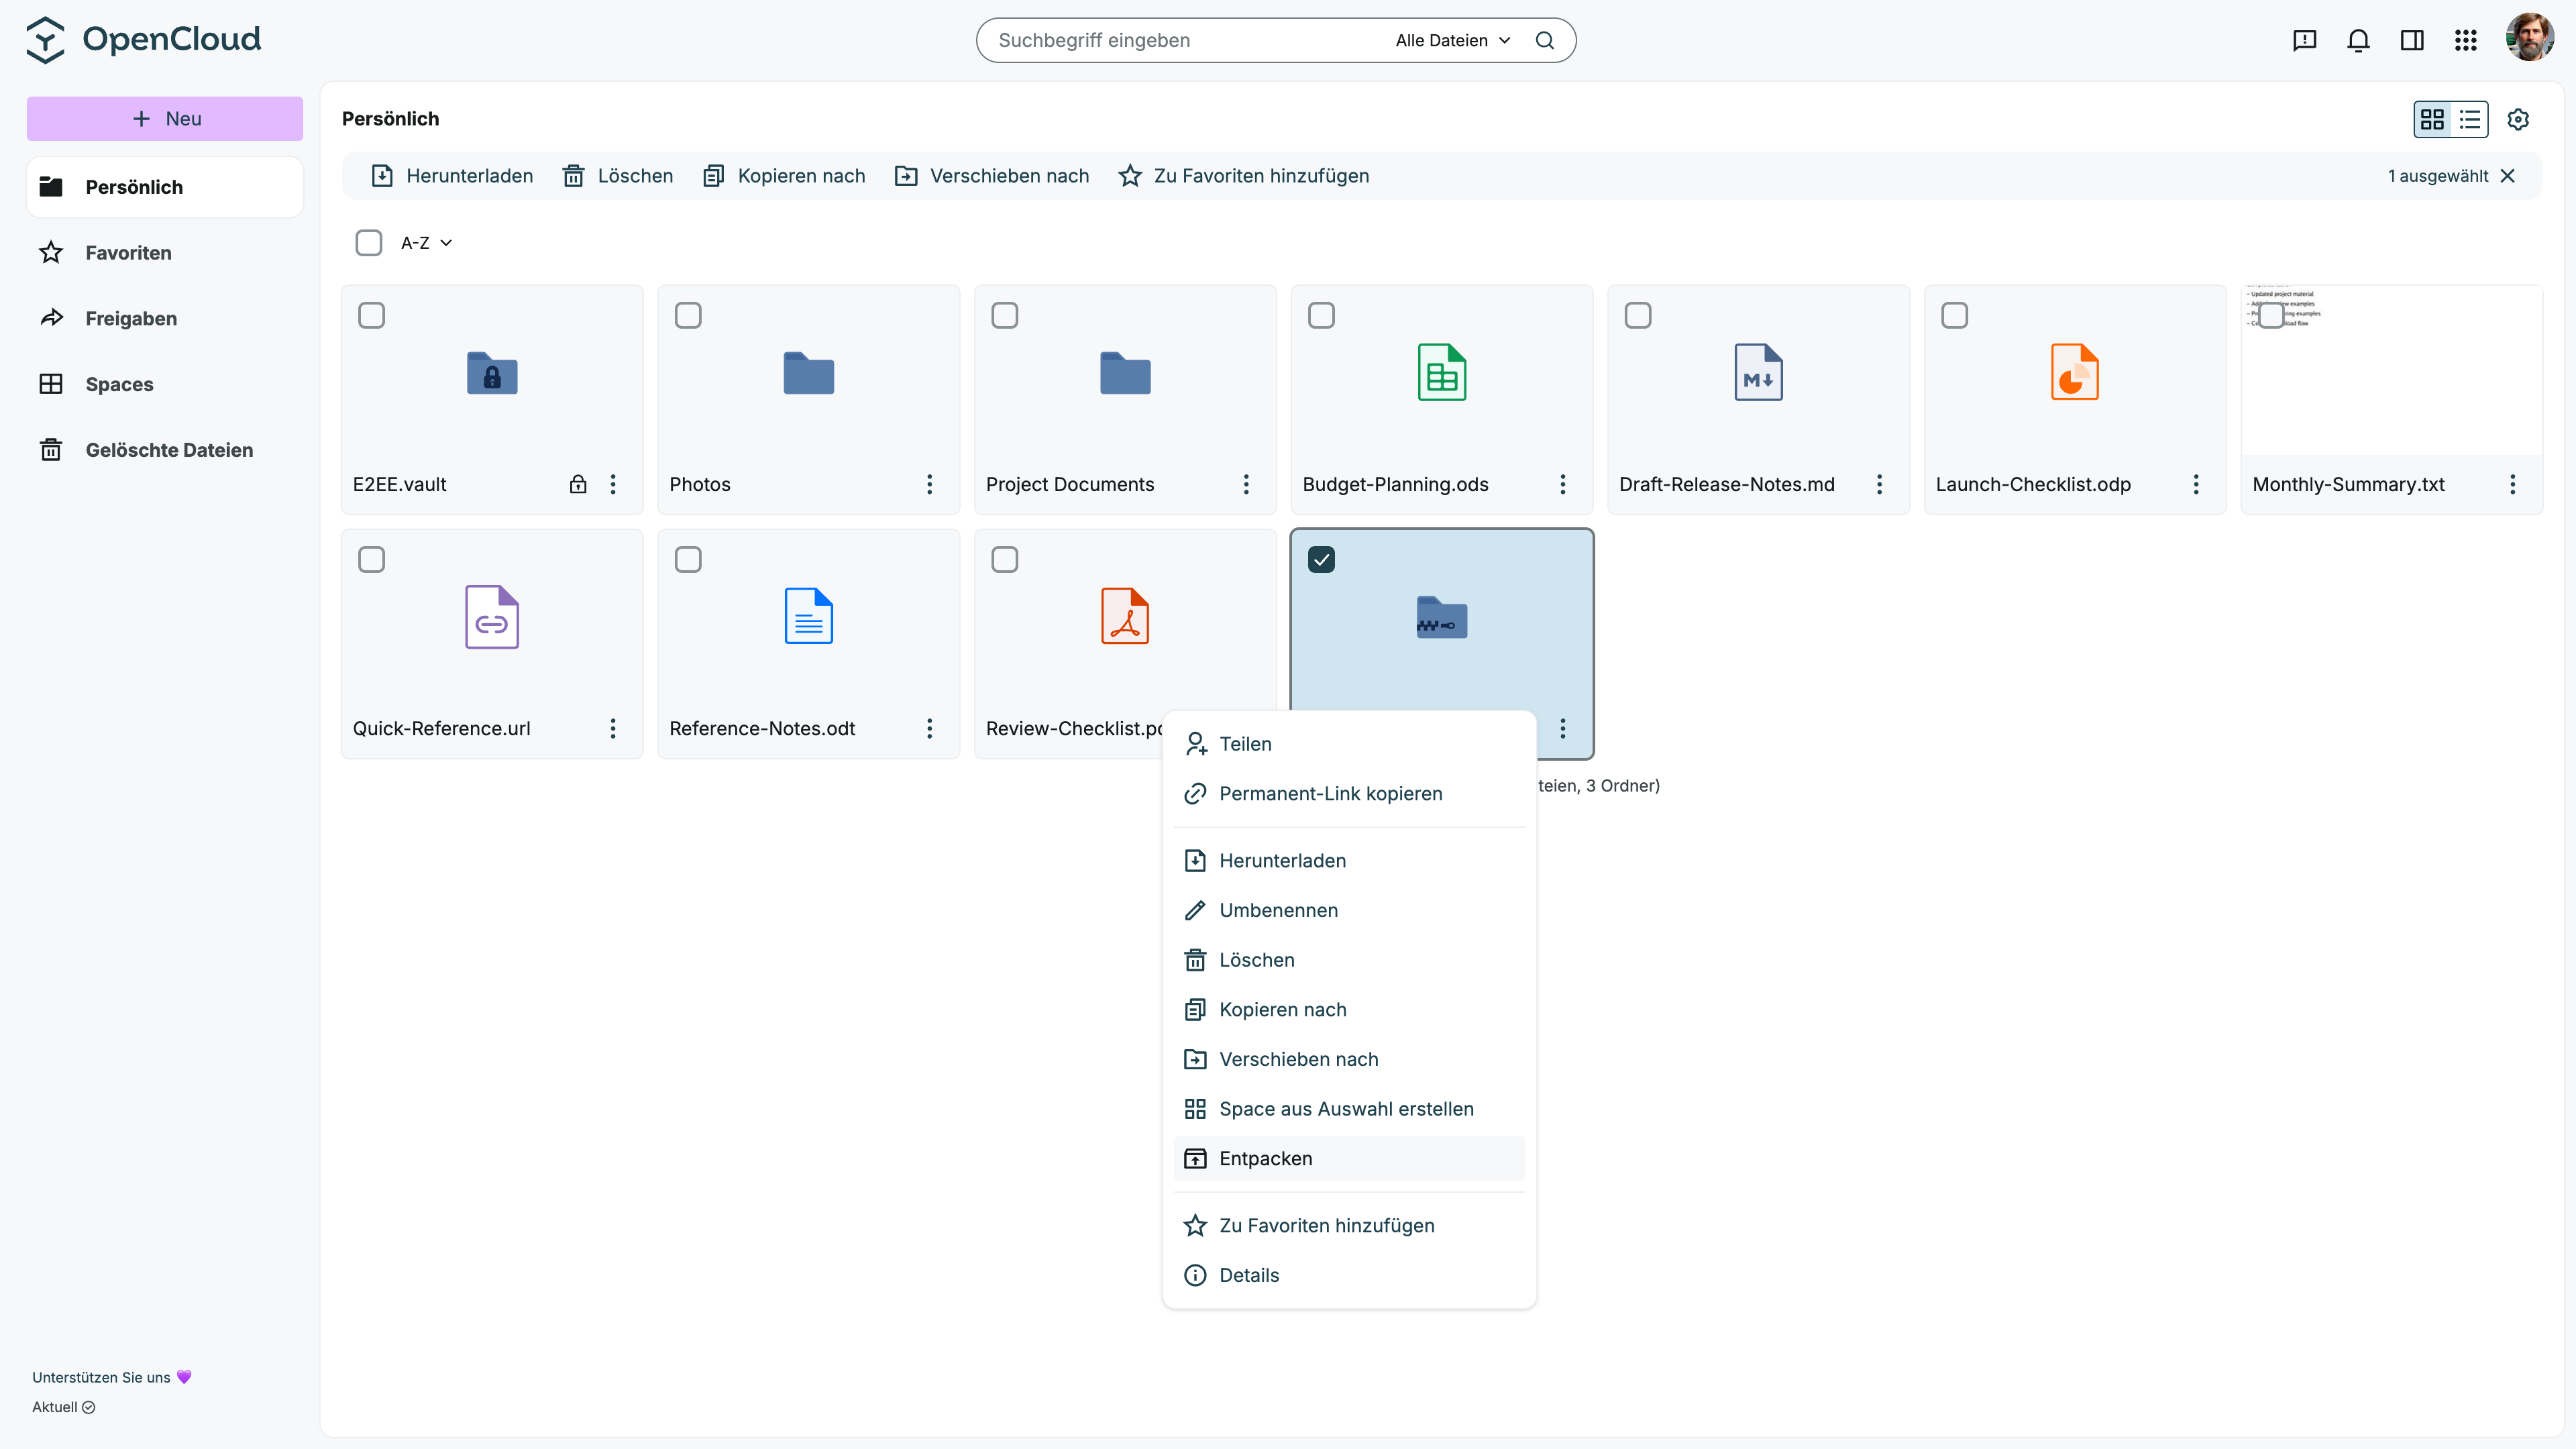 OpenCloud
Suchbegriff eingeben
Alle Dateien
Neu
Persönlich
Favoriten
Freigaben
Spaces
Gelöschte Dateien
Persönlich
Herunterladen
Löschen
Kopieren nach
Verschieben nach
Zu Favoriten hinzufügen
1 ausgewählt
A-Z
E2EE.vault
Photos
Project Documents
Budget-Planning.ods
Draft-Release-Notes.md
Launch-Checklist.odp
– Updated project material
Monthly-Summary.txt
Quick-Reference.url
Reference-Notes.odt
Review-Checklist.
teien, 3 Ordner)
Teilen
Permanent-Link kopieren
Herunterladen
Umbenennen
Löschen
Kopieren nach
Verschieben nach
Space aus Auswahl erstellen
Entpacken
Zu Favoriten hinzufügen
Details
Unterstützen Sie uns 💜
Aktuell